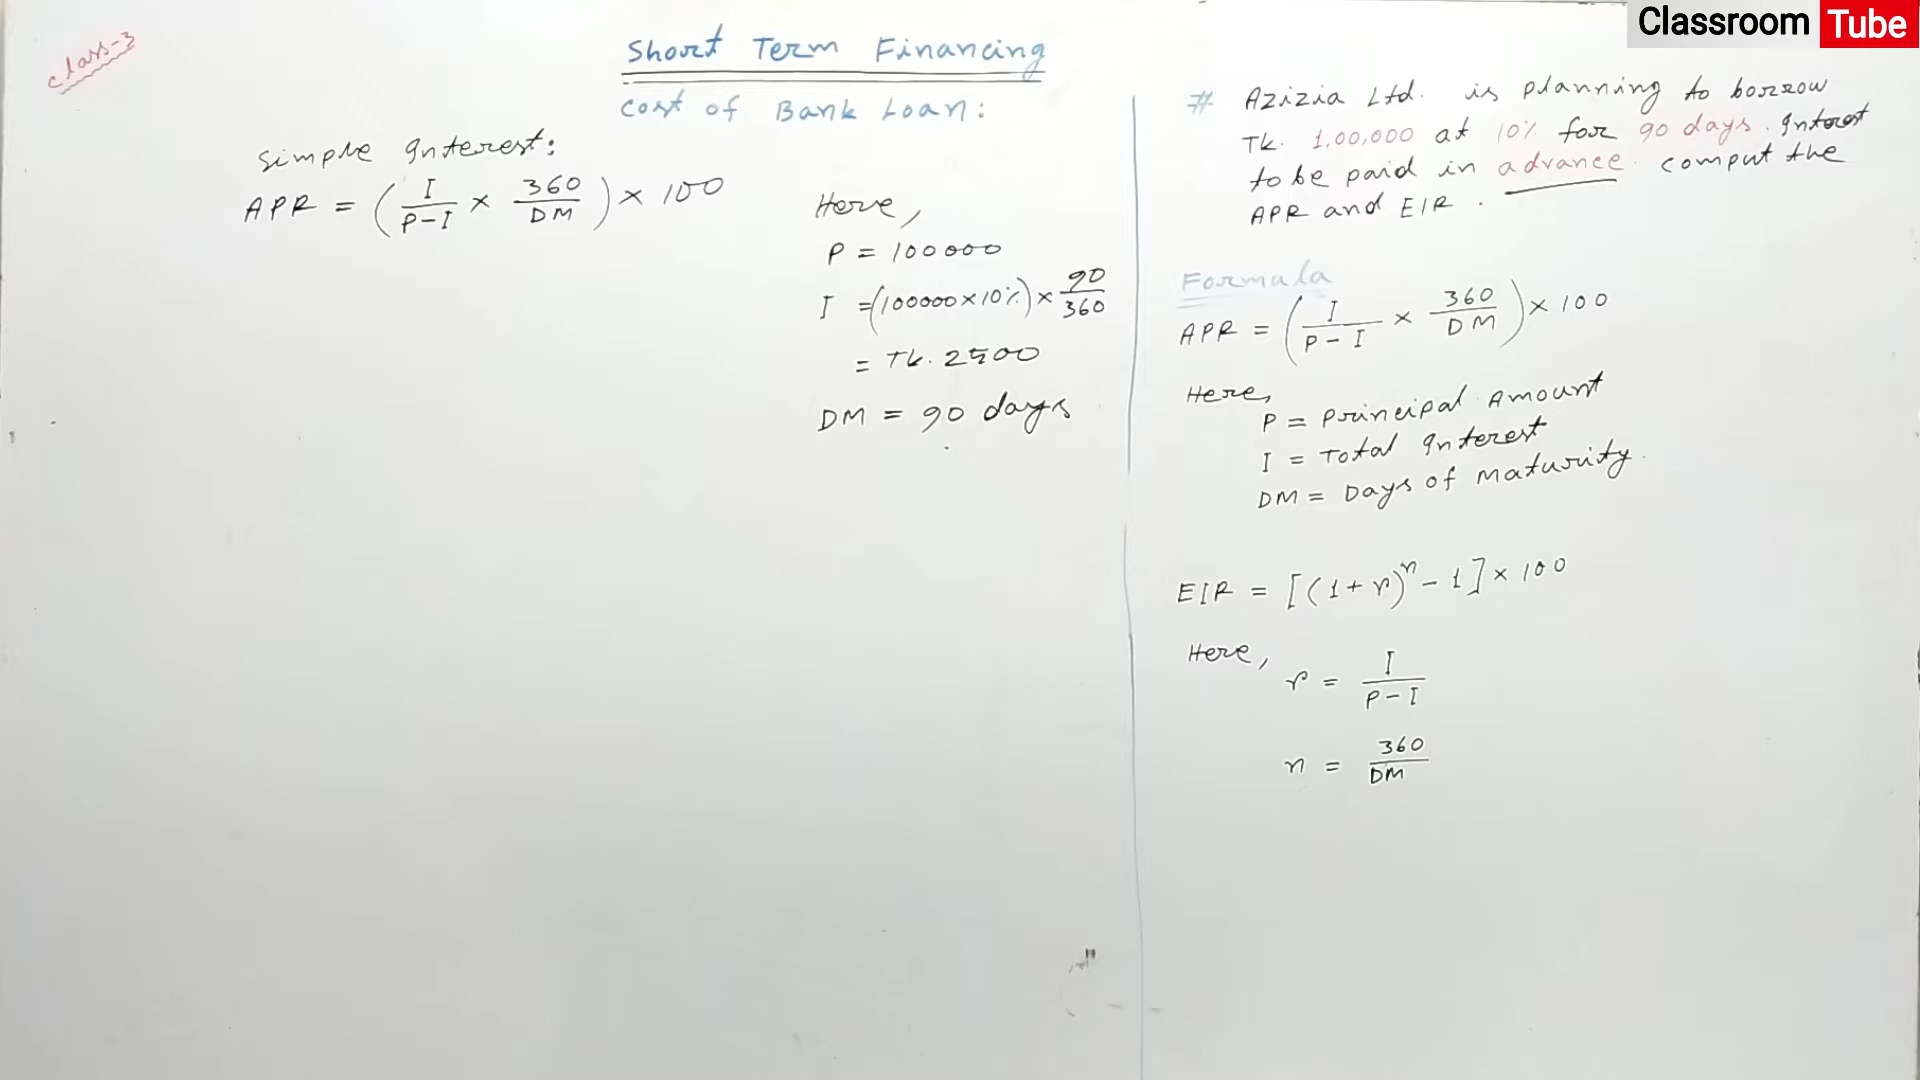 Classroom Tube
class-3
Short Term Financing
Cost of Bank Loan:
Simple Interest:
APR = (I/P-I × 360/DM) × 100
Here,
P = 100000
I = (100000×10%) × 90/360
= Tk. 2500
DM = 90 days
# Azizia Ltd. is planning to borrow
Tk. 1,00,000 at 10% for 90 days. Interest
to be paid in advance. comput the
APR and EIR.
Formula
APR = (I/P-I × 360/DM) × 100
Here,
P = Principal Amount
I = Total Interest
DM = Days of Maturity.
EIR = [(1+r)^n - 1] × 100
Here,
r = I/P-I
n = 360/DM